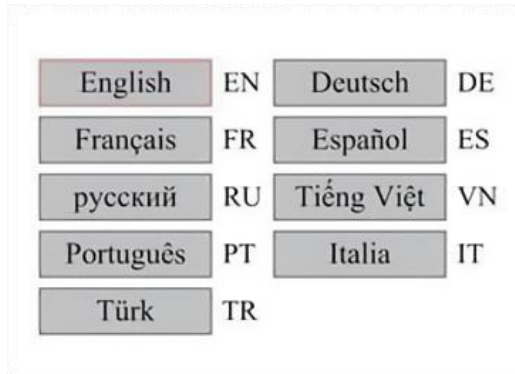 English EN Deutsch DE
Français FR Español ES
русский RU Tiếng Việt VN
Português PT Italia IT
Türk TR